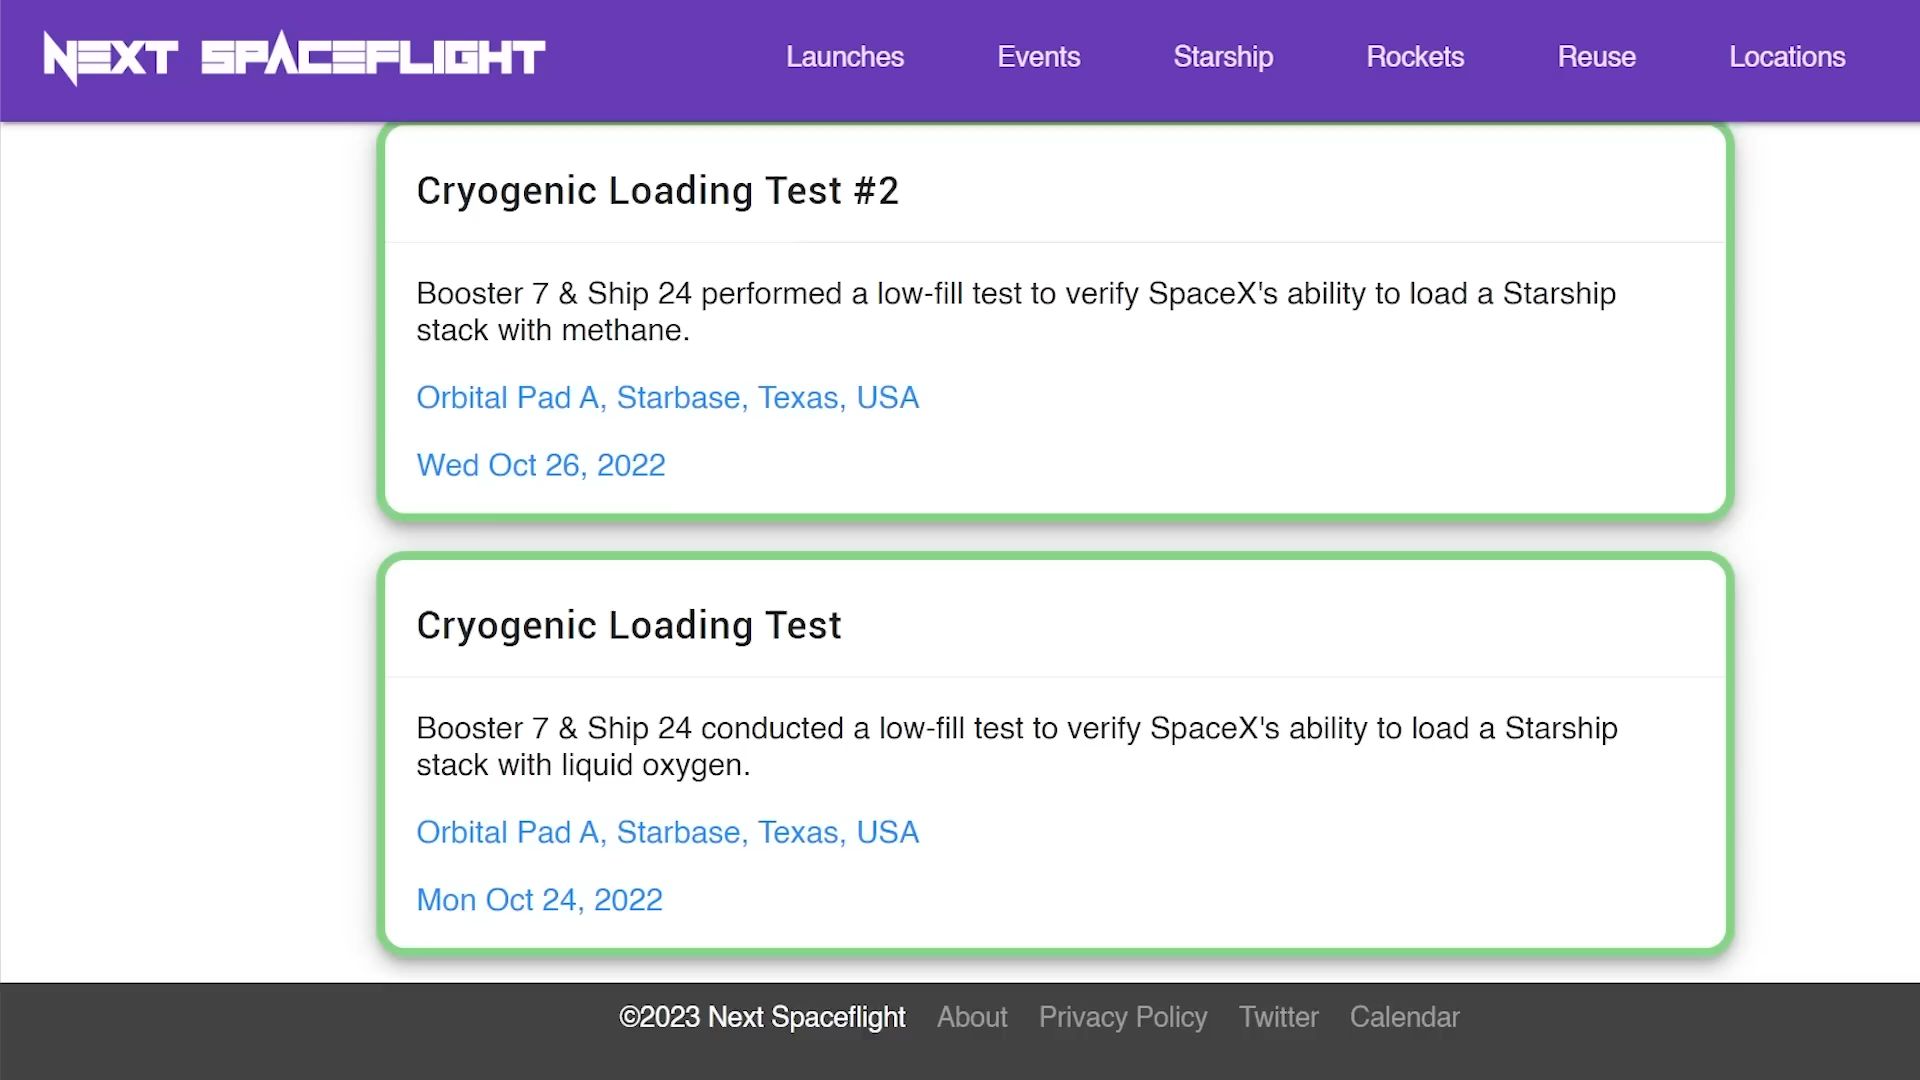 NEXT SPACEFLIGHT
Launches Events Starship Rockets Reuse Locations
Cryogenic Loading Test #2
Booster 7 & Ship 24 performed a low-fill test to verify SpaceX's ability to load a Starship
stack with methane.
Orbital Pad A, Starbase, Texas, USA
Wed Oct 26, 2022
Cryogenic Loading Test
Booster 7 & Ship 24 conducted a low-fill test to verify SpaceX's ability to load a Starship
stack with liquid oxygen.
Orbital Pad A, Starbase, Texas, USA
Mon Oct 24, 2022
©2023 Next Spaceflight About Privacy Policy Twitter Calendar